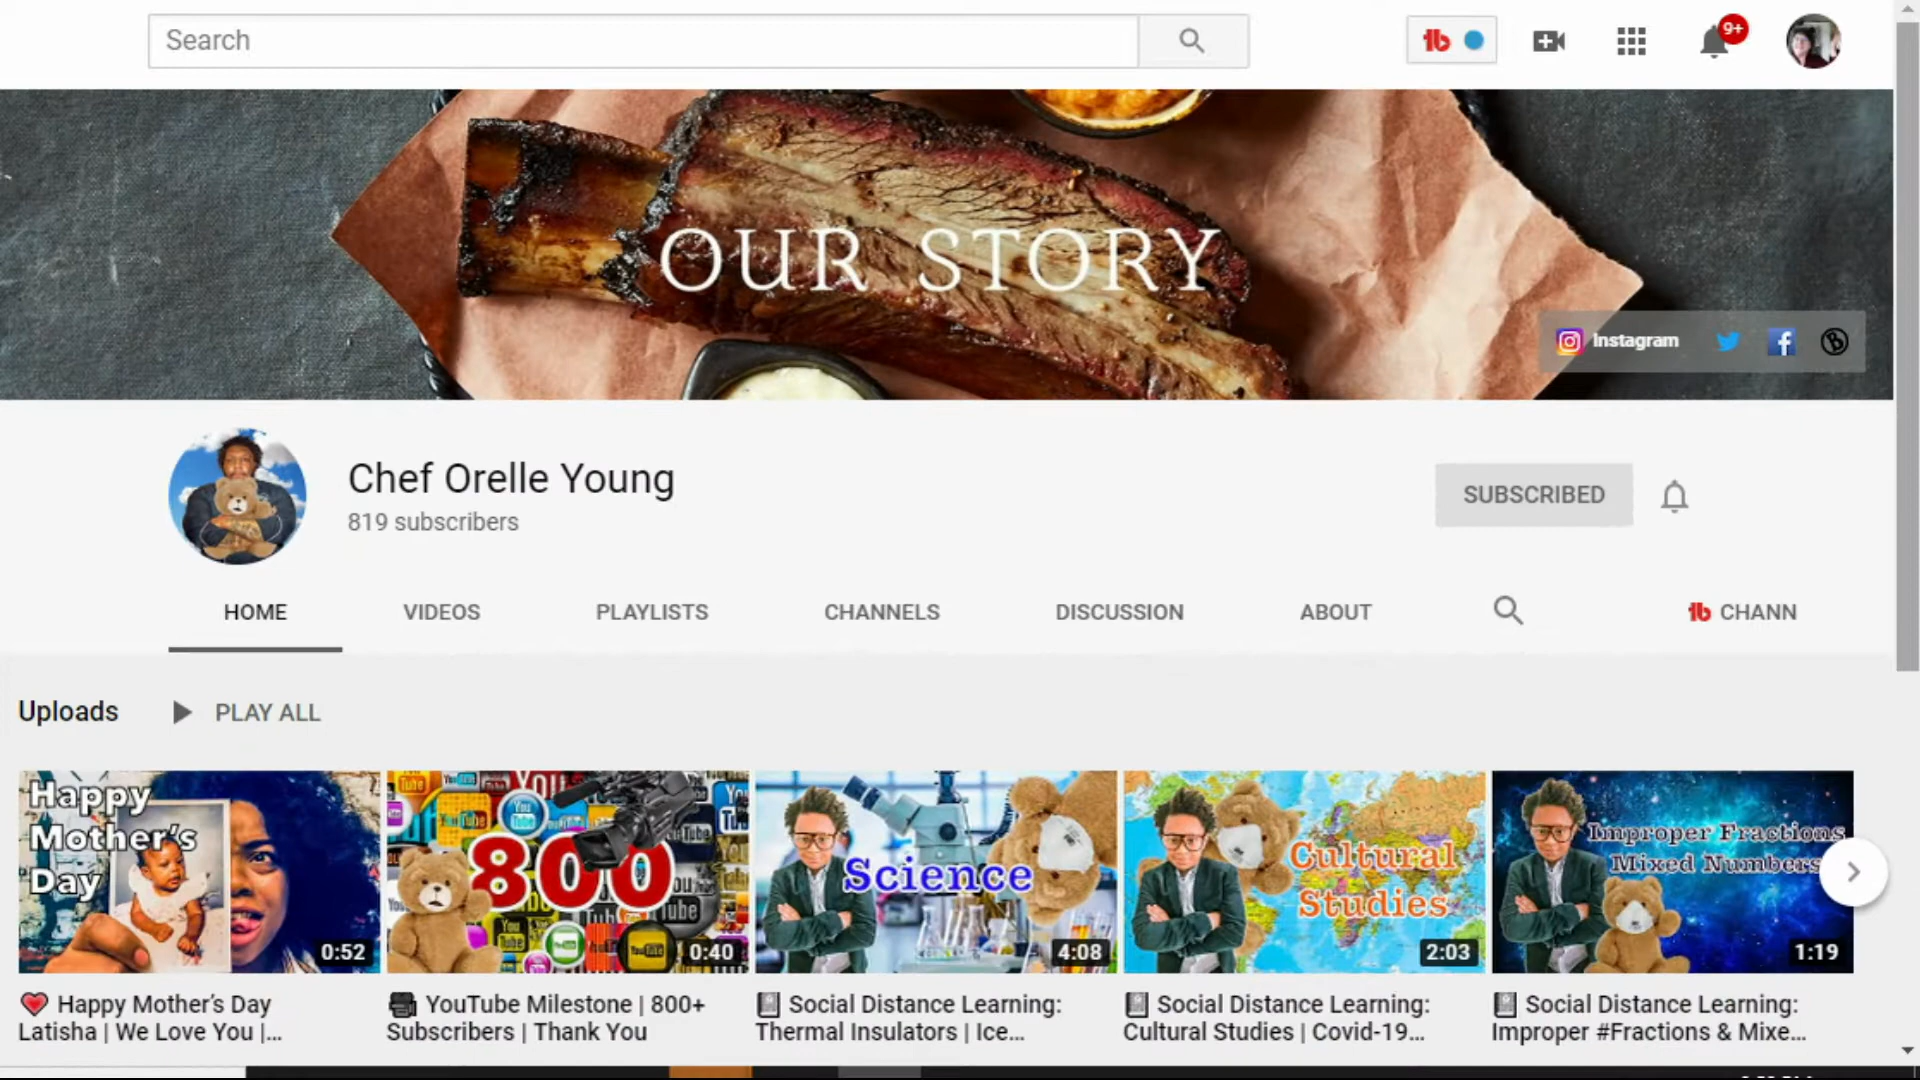 Search
9+
OUR STORY
Instagram
Chef Orelle Young
819 subscribers
SUBSCRIBED
HOME
VIDEOS
PLAYLISTS
CHANNELS
DISCUSSION
ABOUT
CHANN
Uploads
PLAY ALL
Happy
Mother's
Day
0:52
800
0:40
Science
4:08
Cultural
Studies
2:03
Improper Fractions
Mixed Numbers
1:19
Happy Mother's Day
Latisha | We Love You |...
YouTube Milestone | 800+
Subscribers | Thank You
Social Distance Learning:
Thermal Insulators | Ice...
Social Distance Learning:
Cultural Studies | Covid-19...
Social Distance Learning:
Improper #Fractions & Mixe...